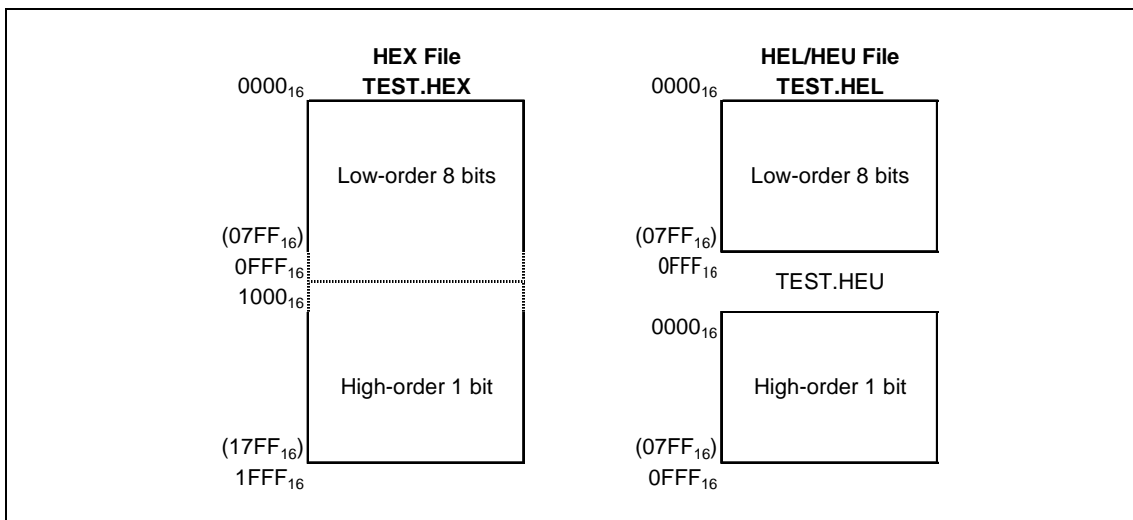 HEX File
TEST.HEX
0000₁₆
Low-order 8 bits
(07FF₁₆)
0FFF₁₆
1000₁₆
High-order 1 bit
(17FF₁₆)
1FFF₁₆
HEL/HEU File
TEST.HEL
0000₁₆
Low-order 8 bits
(07FF₁₆)
0FFF₁₆
TEST.HEU
0000₁₆
High-order 1 bit
(07FF₁₆)
0FFF₁₆